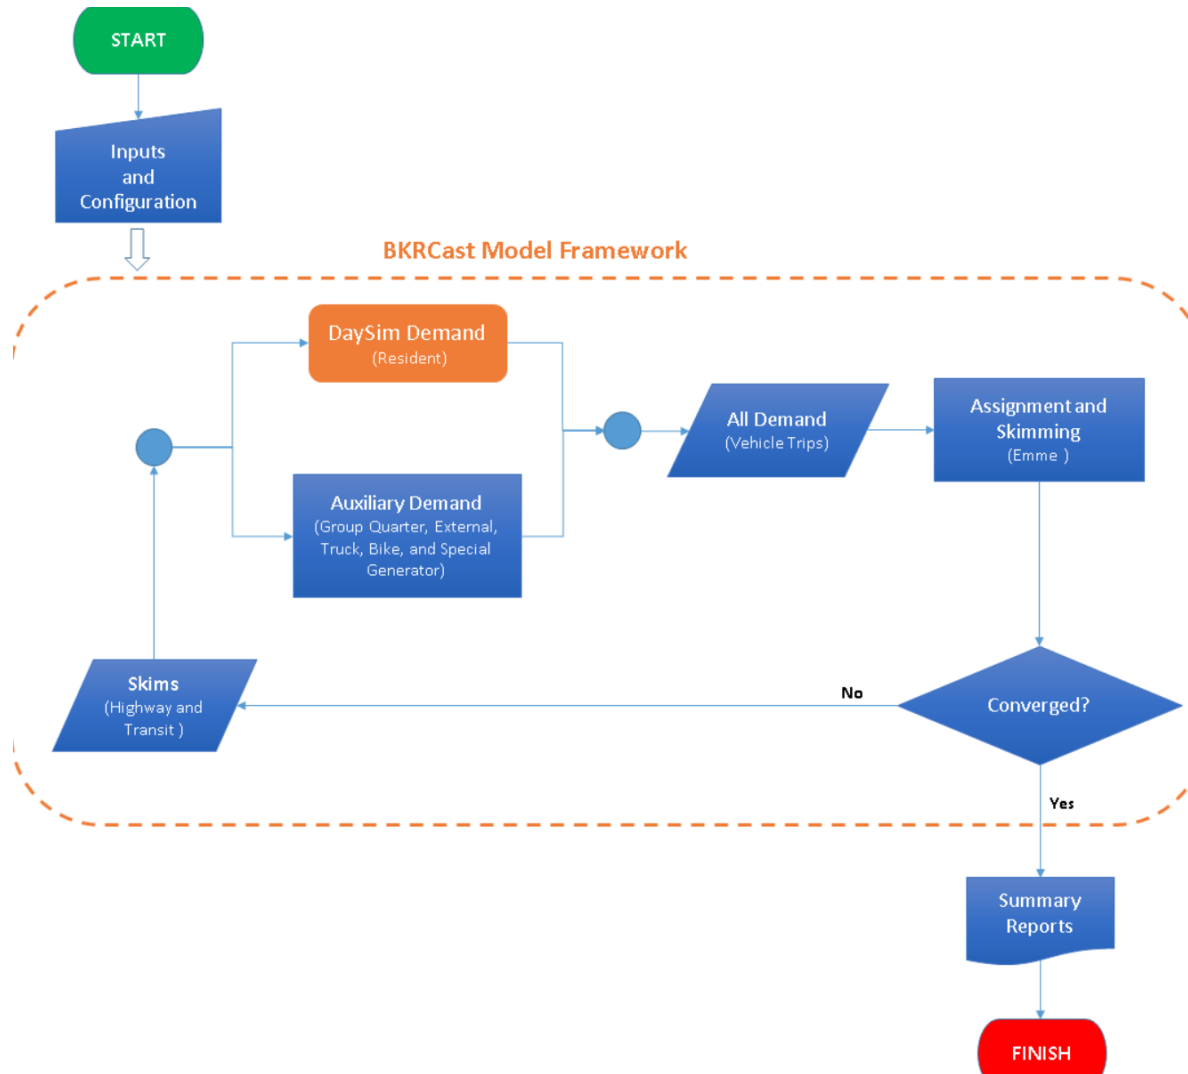 START
Inputs
and
Configuration
BKRCast Model Framework
DaySim Demand
(Resident)
All Demand
(Vehicle Trips)
Assignment and
Skimming
(Emme )
Auxiliary Demand
(Group Quarter, External,
Truck, Bike, and Special
Generator)
Skims
(Highway and
Transit )
No
Converged?
Yes
Summary
Reports
FINISH